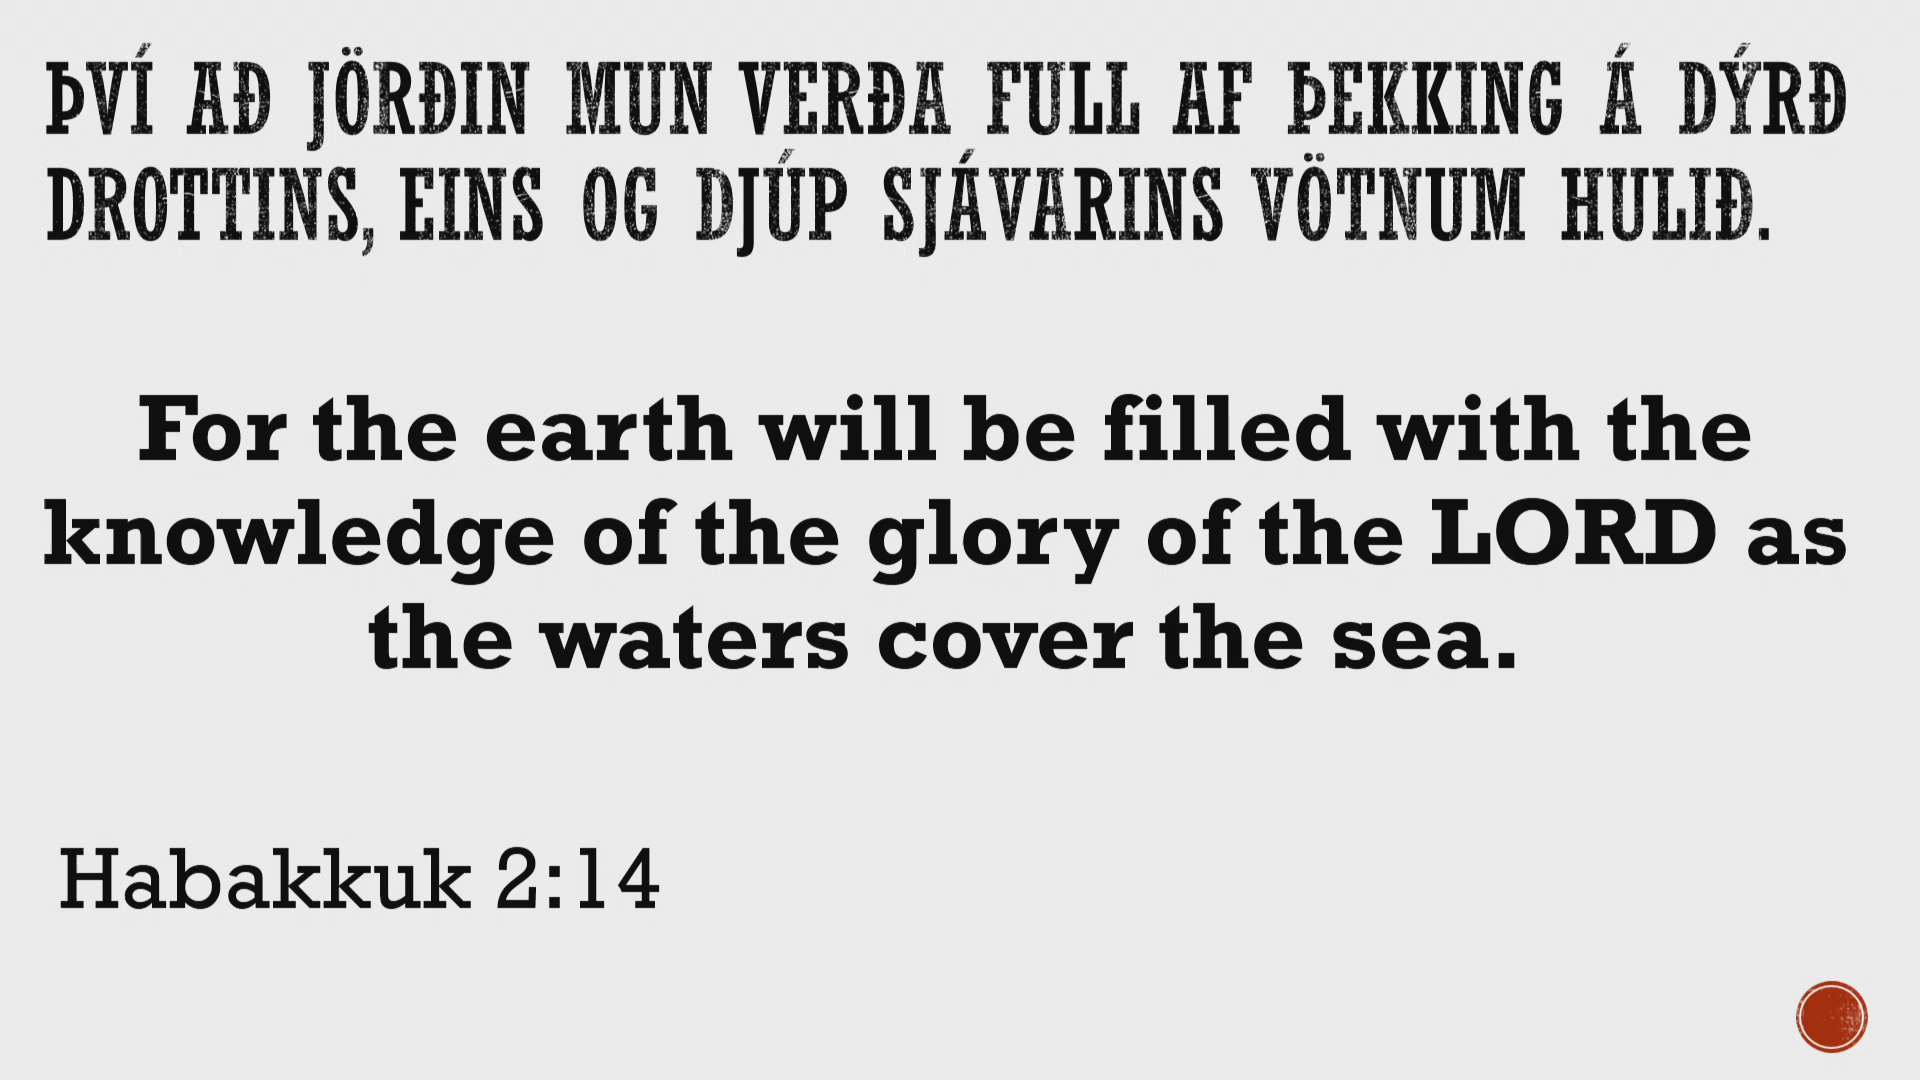 ÞVÍ AÐ JÖRÐIN MUN VERÐA FULL AF ÞEKKING Á DÝRÐ
DROTTINS, EINS OG DJÚP SJÁVARINS VÖTNUM HULIÐ.
For the earth will be filled with the
knowledge of the glory of the LORD as
the waters cover the sea.
Habakkuk 2:14